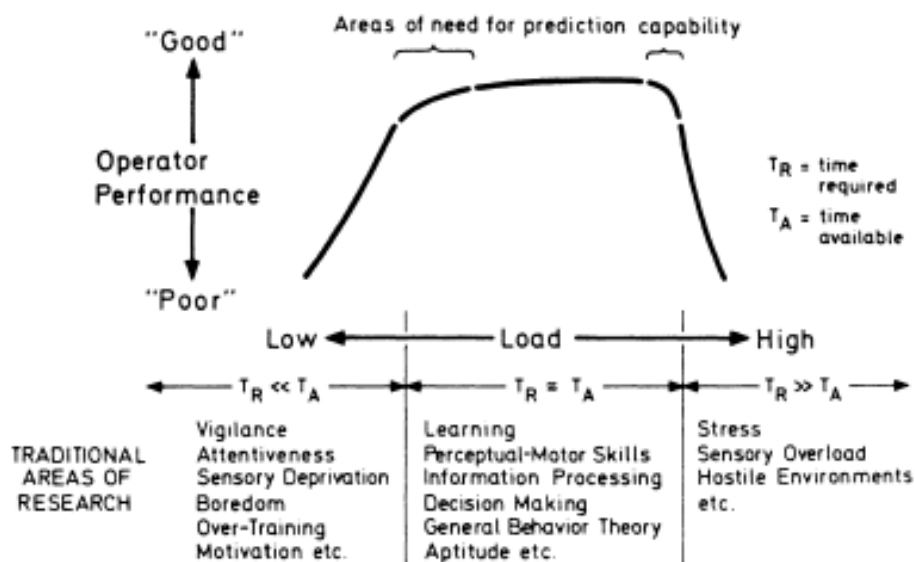 Areas of need for prediction capability
"Good"
Operator
Performance
"Poor"
T_R = time
required
T_A = time
available
Low
Load
High
T_R << T_A
T_R = T_A
T_R >> T_A
TRADITIONAL
AREAS OF
RESEARCH
Vigilance
Attentiveness
Sensory Deprivation
Boredom
Over-Training
Motivation etc.
Learning
Perceptual-Motor Skills
Information Processing
Decision Making
General Behavior Theory
Aptitude etc.
Stress
Sensory Overload
Hostile Environments
etc.